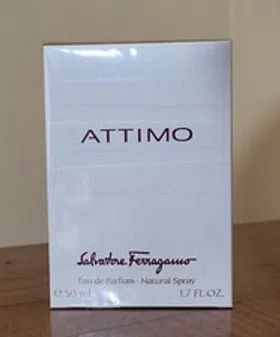 ATTIMO
Salvatore Ferragamo
Eau de Parfum - Natural Spray
℮ 50 ml 1.7 FL.OZ.